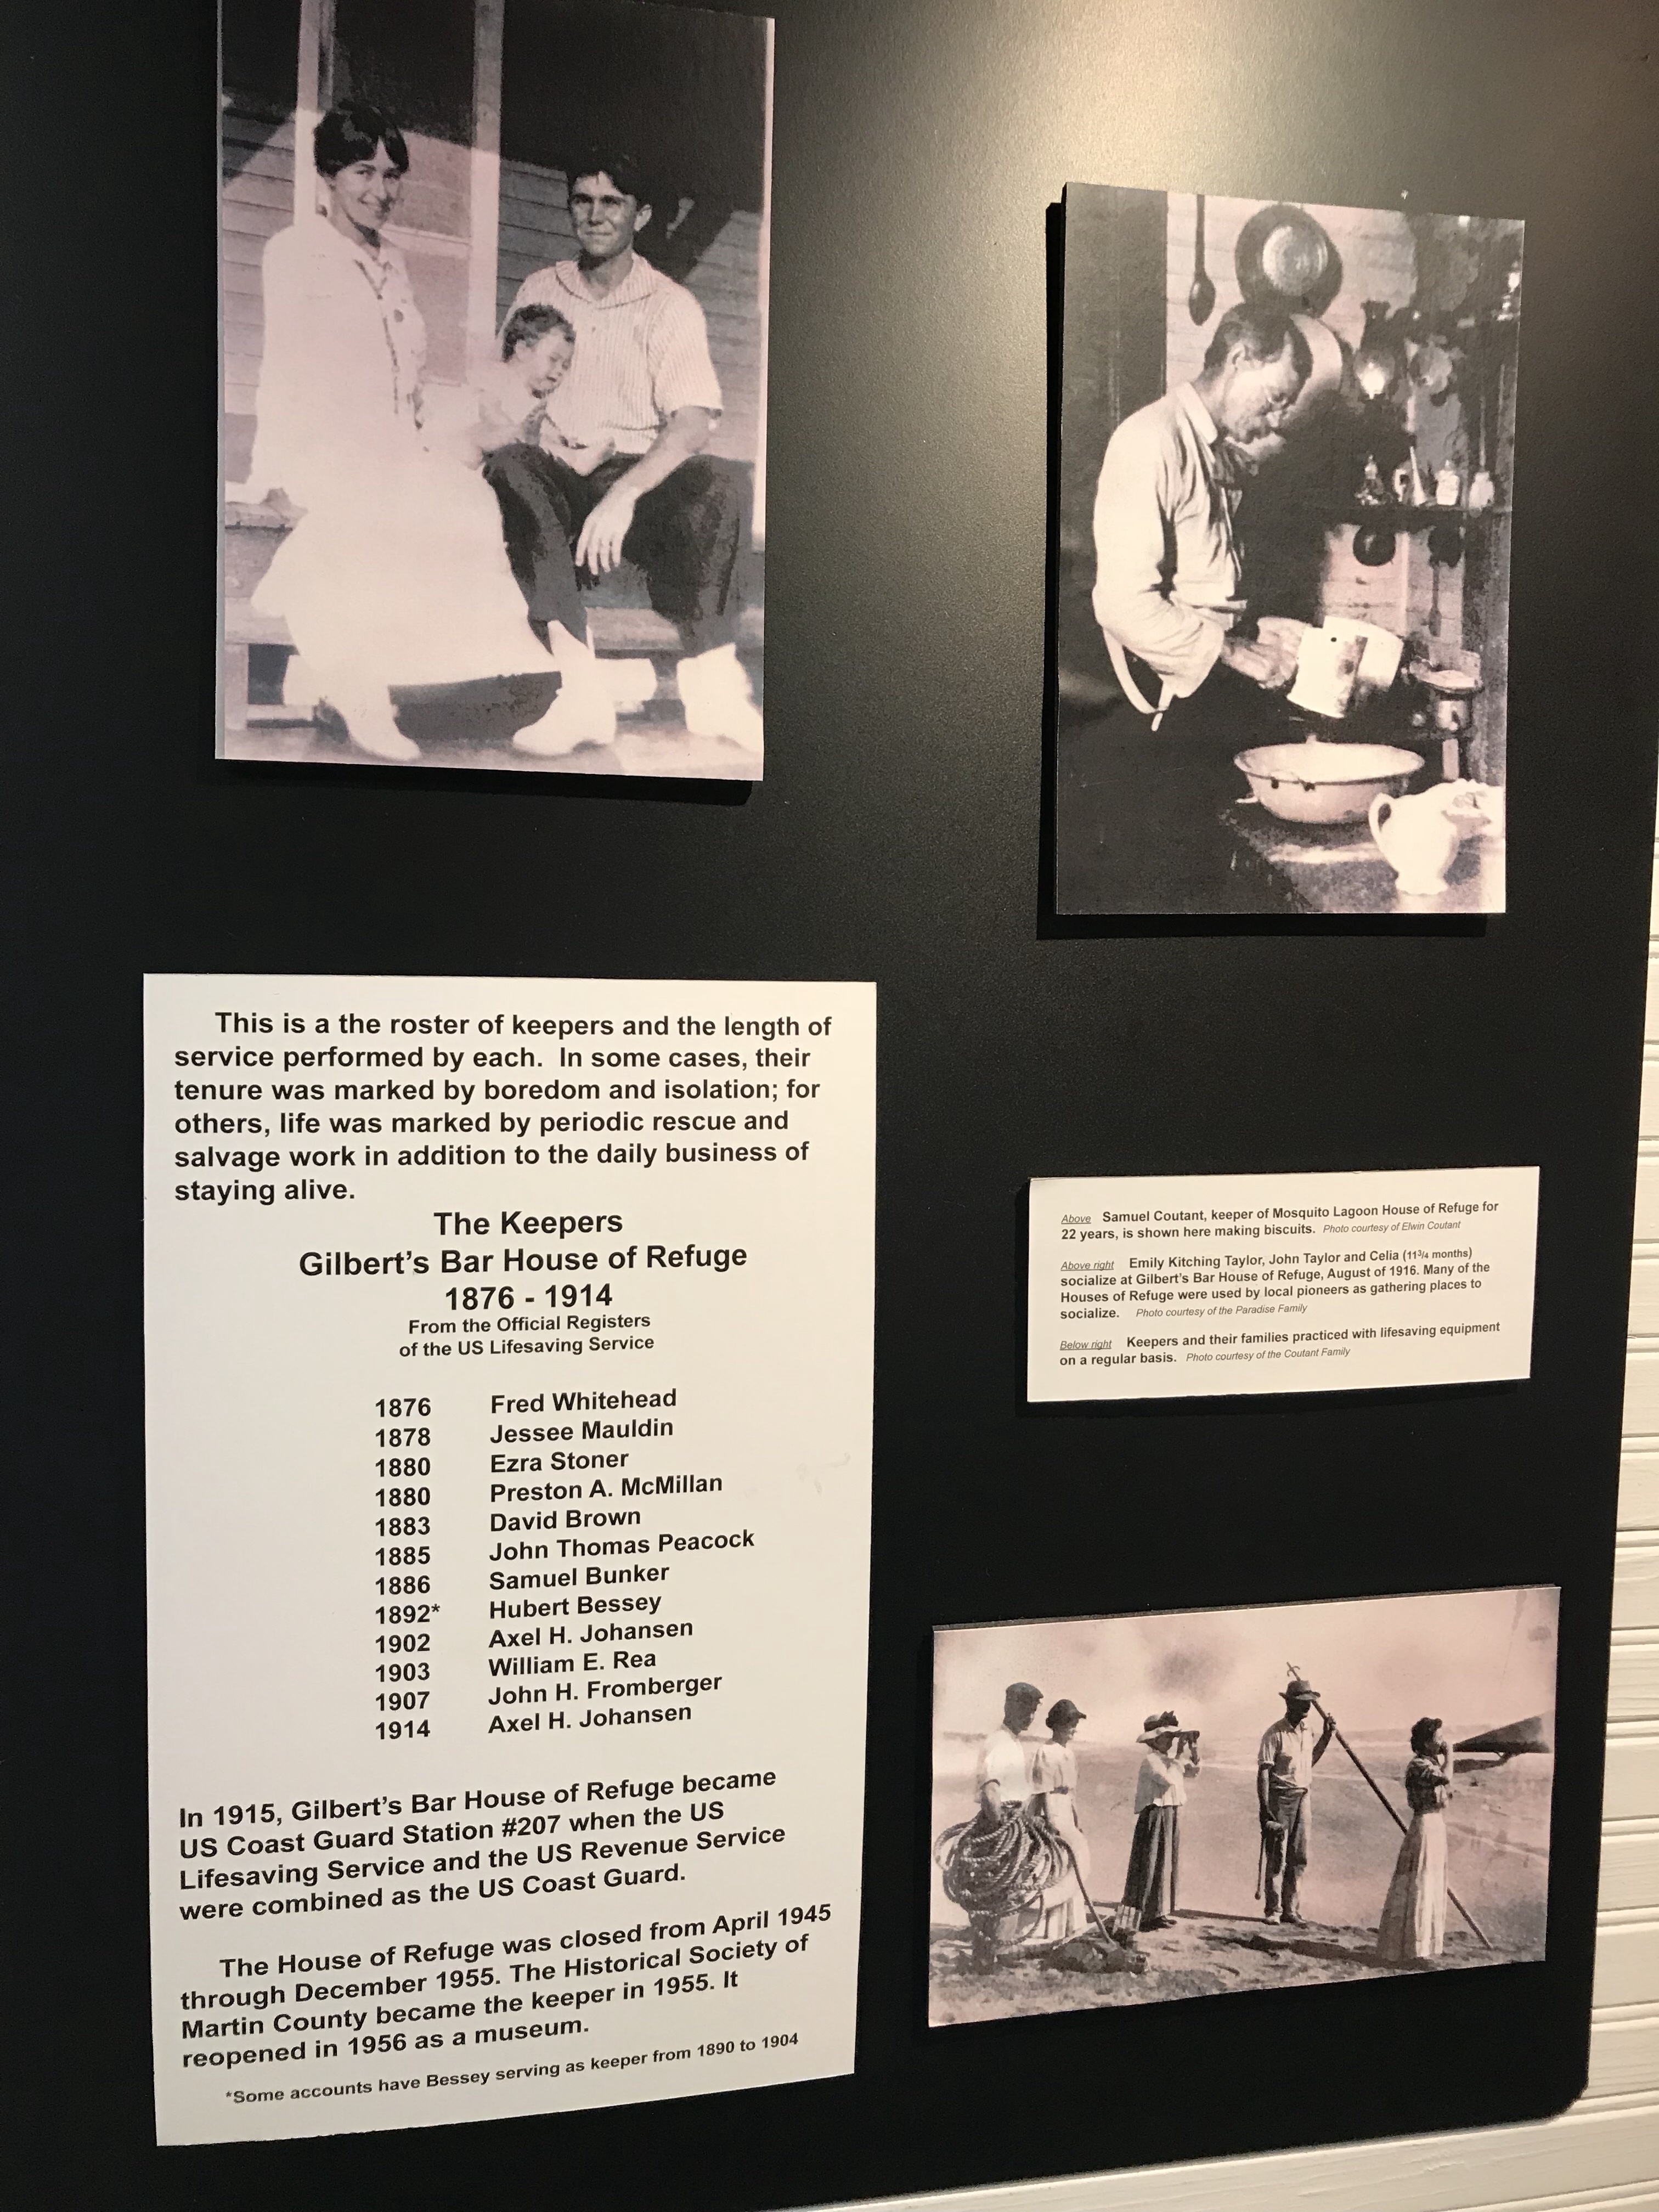 This is a the roster of keepers and the length of
service performed by each. In some cases, their
tenure was marked by boredom and isolation; for
others, life was marked by periodic rescue and
salvage work in addition to the daily business of
staying alive.
The Keepers
Gilbert's Bar House of Refuge
1876 - 1914
From the Official Registers
of the US Lifesaving Service
1876 Fred Whitehead
1878 Jessee Mauldin
1880 Ezra Stoner
1880 Preston A. McMillan
1883 David Brown
1885 John Thomas Peacock
1886 Samuel Bunker
1892* Hubert Bessey
1902 Axel H. Johansen
1903 William E. Rea
1907 John H. Fromberger
1914 Axel H. Johansen
In 1915, Gilbert's Bar House of Refuge became
US Coast Guard Station #207 when the US
Lifesaving Service and the US Revenue Service
were combined as the US Coast Guard.
The House of Refuge was closed from April 1945
through December 1955. The Historical Society of
Martin County became the keeper in 1955. It
reopened in 1956 as a museum.
*Some accounts have Bessey serving as keeper from 1890 to 1904
Above Samuel Coutant, keeper of Mosquito Lagoon House of Refuge for
22 years, is shown here making biscuits. Photo courtesy of Elwin Coutant
Above right Emily Kitching Taylor, John Taylor and Celia (11 3/4 months)
socialize at Gilbert's Bar House of Refuge, August of 1916. Many of the
Houses of Refuge were used by local pioneers as gathering places to
socialize. Photo courtesy of the Paradise Family
Below right Keepers and their families practiced with lifesaving equipment
on a regular basis. Photo courtesy of the Coutant Family